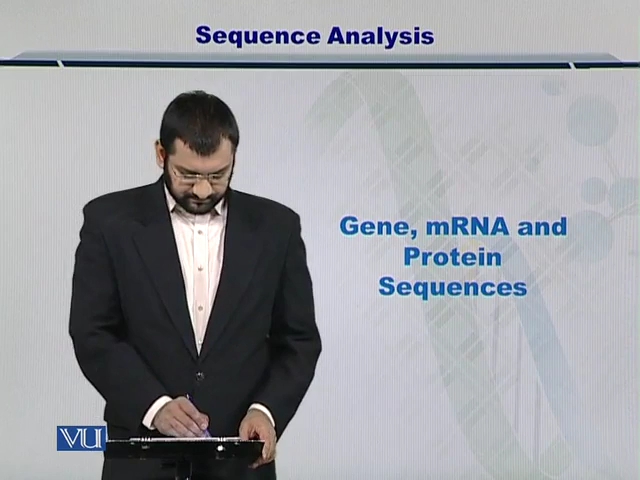 Sequence Analysis
Gene, mRNA and
Protein
Sequences
VU